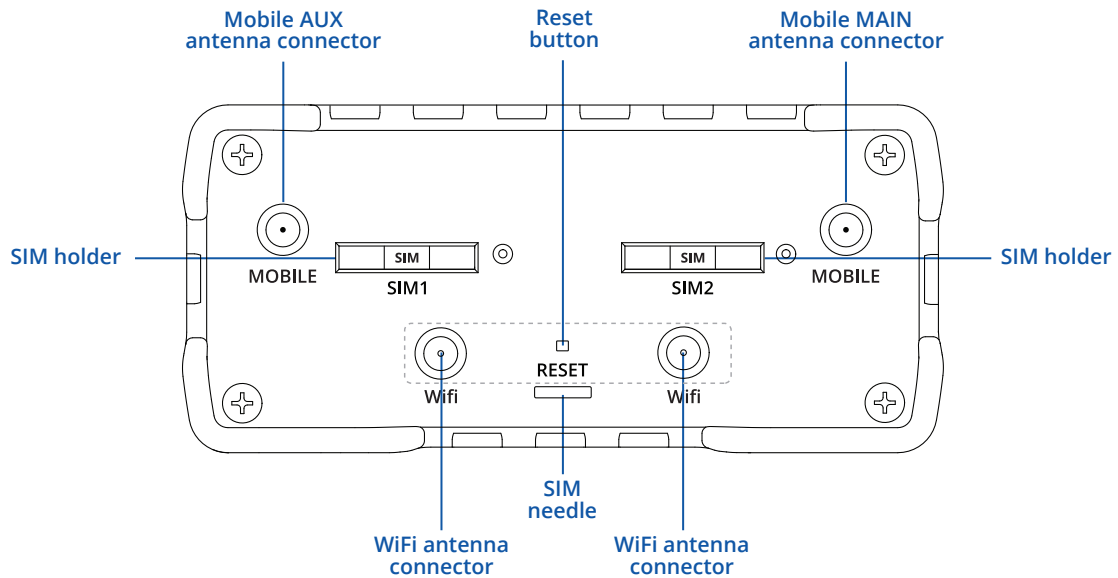 Mobile AUX
antenna connector
Reset
button
Mobile MAIN
antenna connector
SIM holder
SIM
SIM
SIM holder
MOBILE
SIM1
SIM2
MOBILE
RESET
Wifi
Wifi
SIM
needle
WiFi antenna
connector
WiFi antenna
connector